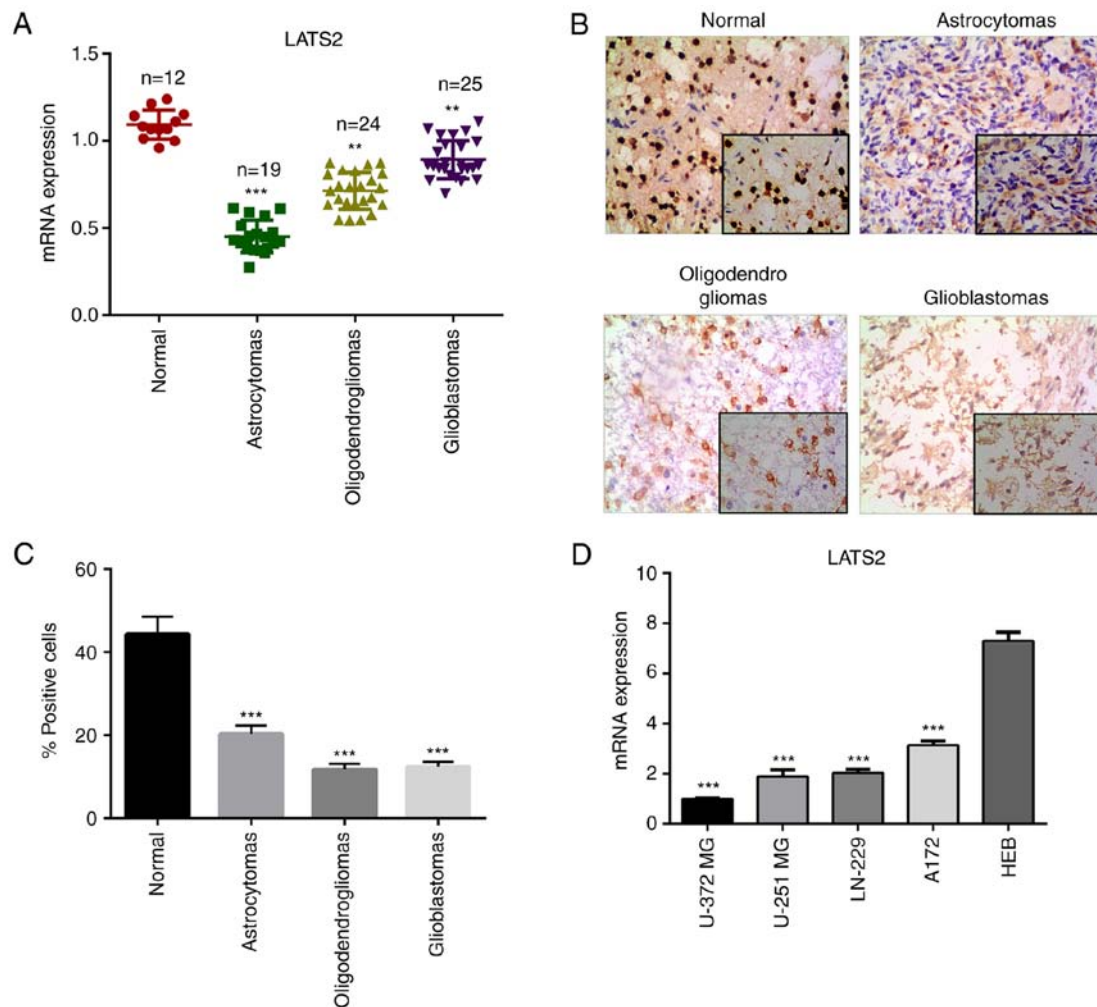 A
LATS2
mRNA expression
1.5
1.0
0.5
0.0
n=12
n=19
***
n=24
**
n=25
**
Normal
Astrocytomas
Oligodendrogliomas
Glioblastomas
B
Normal
Astrocytomas
Oligodendro
gliomas
Glioblastomas
C
% Positive cells
60
40
20
0
***
***
***
Normal
Astrocytomas
Oligodendrogliomas
Glioblastomas
D
LATS2
mRNA expression
10
8
6
4
2
0
***
***
***
***
U-372 MG
U-251 MG
LN-229
A172
HEB